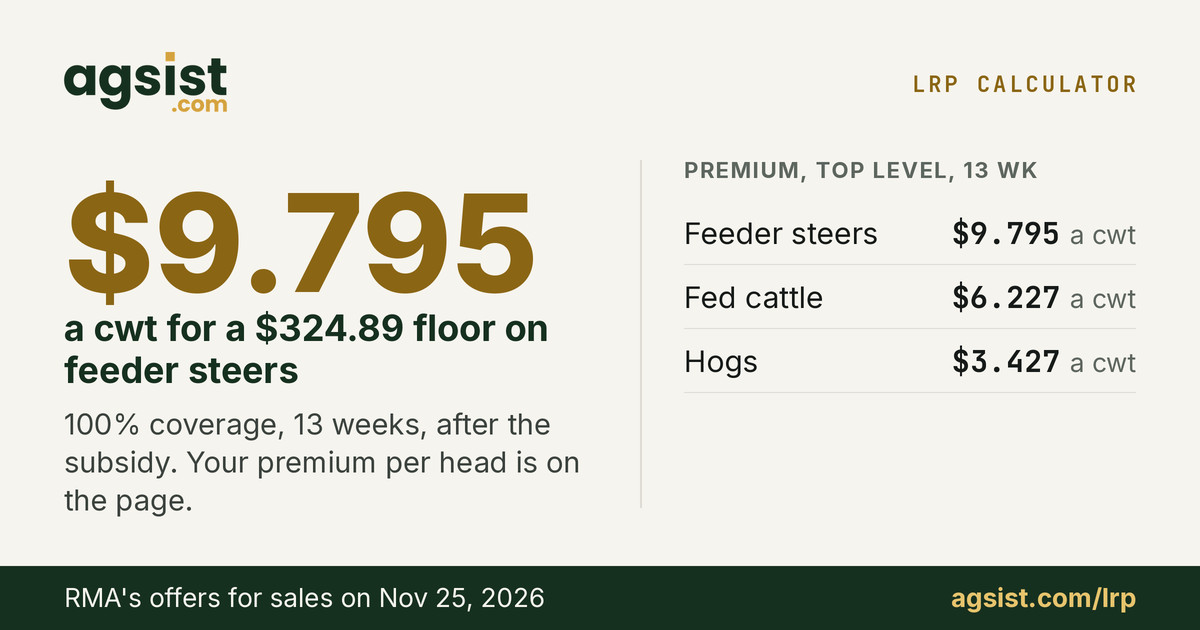 agsist
.com
LRP CALCULATOR
$9.795
a cwt for a $324.89 floor on
feeder steers
100% coverage, 13 weeks, after the
subsidy. Your premium per head is on
the page.
PREMIUM, TOP LEVEL, 13 WK
Feeder steers $9.795 a cwt
Fed cattle $6.227 a cwt
Hogs $3.427 a cwt
RMA's offers for sales on Nov 25, 2026
agsist.com/lrp